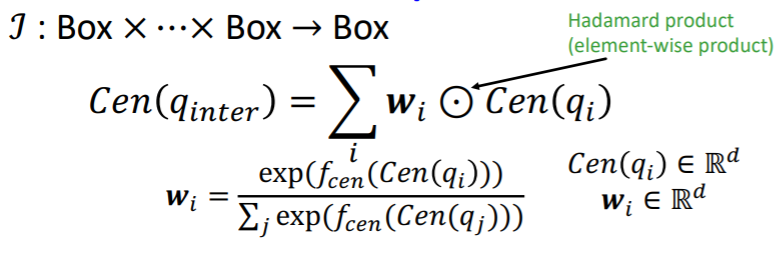 𝒥 : Box × ⋯× Box → Box
Hadamard product
(element-wise product)
Cen(q_inter) = ∑_i 𝒘_i ⊙ Cen(q_i)
𝒘_i = exp(f_cen(Cen(q_i))) / ∑_j exp(f_cen(Cen(q_j)))
Cen(q_i) ∈ ℝ^d
𝒘_i ∈ ℝ^d